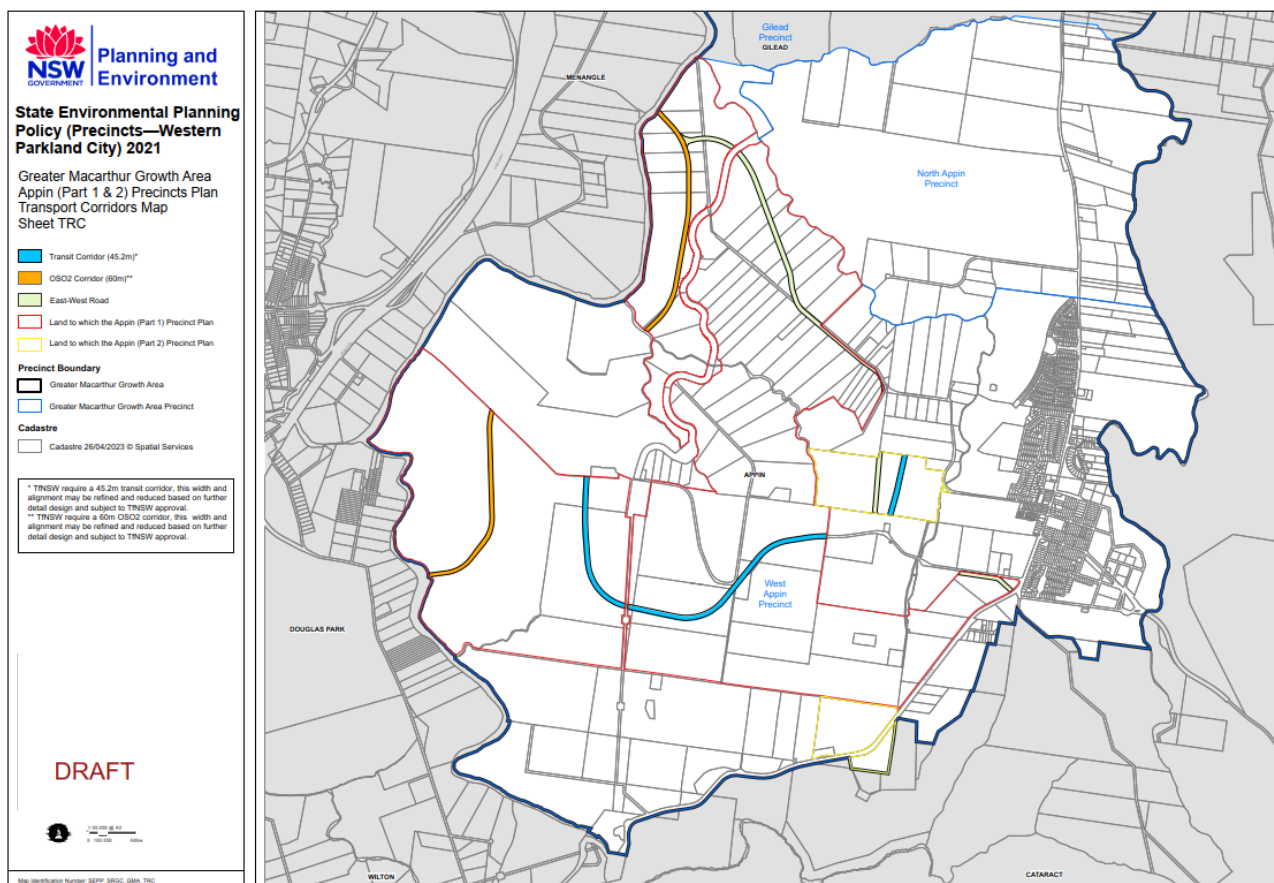 NSW
GOVERNMENT
Planning and
Environment
State Environmental Planning
Policy (Precincts—Western
Parkland City) 2021
Greater Macarthur Growth Area
Appin (Part 1 & 2) Precincts Plan
Transport Corridors Map
Sheet TRC
Transit Corridor (45.2m)*
OSO2 Corridor (60m)**
East-West Road
Land to which the Appin (Part 1) Precinct Plan
Land to which the Appin (Part 2) Precinct Plan
Precinct Boundary
Greater Macarthur Growth Area
Greater Macarthur Growth Area Precinct
Cadastre
Cadastre 26/04/2023 © Spatial Services
* TfNSW require a 45.2m transit corridor, this width and
alignment may be refined and reduced based on further
detail design and subject to TfNSW approval.
** TfNSW require a 60m OSO2 corridor, this width and
alignment may be refined and reduced based on further
detail design and subject to TfNSW approval.
DRAFT
@ A3
Map Identification Number: SEPP_SRGC_GMA_TRC
Gilead
Precinct
GILEAD
MENANGLE
North Appin
Precinct
APPIN
West
Appin
Precinct
DOUGLAS PARK
WILTON
CATARACT